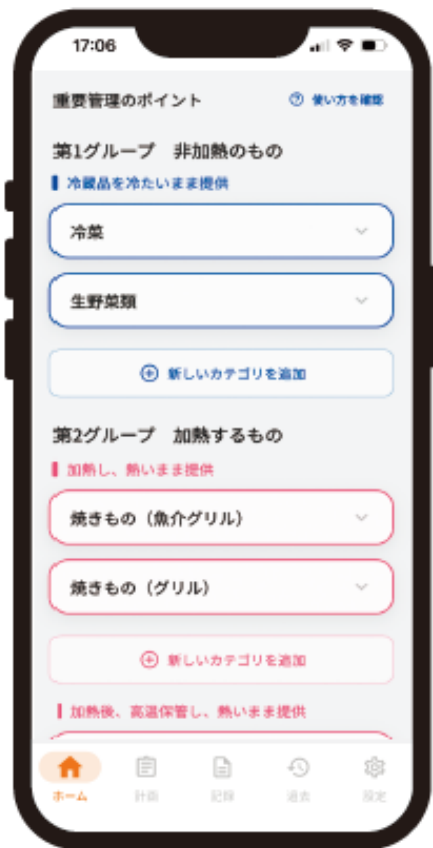 17:06
重要管理のポイント 使い方を確認
第1グループ 非加熱のもの
冷蔵品を冷たいまま提供
冷菜
生野菜類
新しいカテゴリを追加
第2グループ 加熱するもの
加熱し、熱いまま提供
焼きもの（魚介グリル）
焼きもの（グリル）
新しいカテゴリを追加
加熱後、高温保管し、熱いまま提供
ホーム 計画 記録 過去 設定